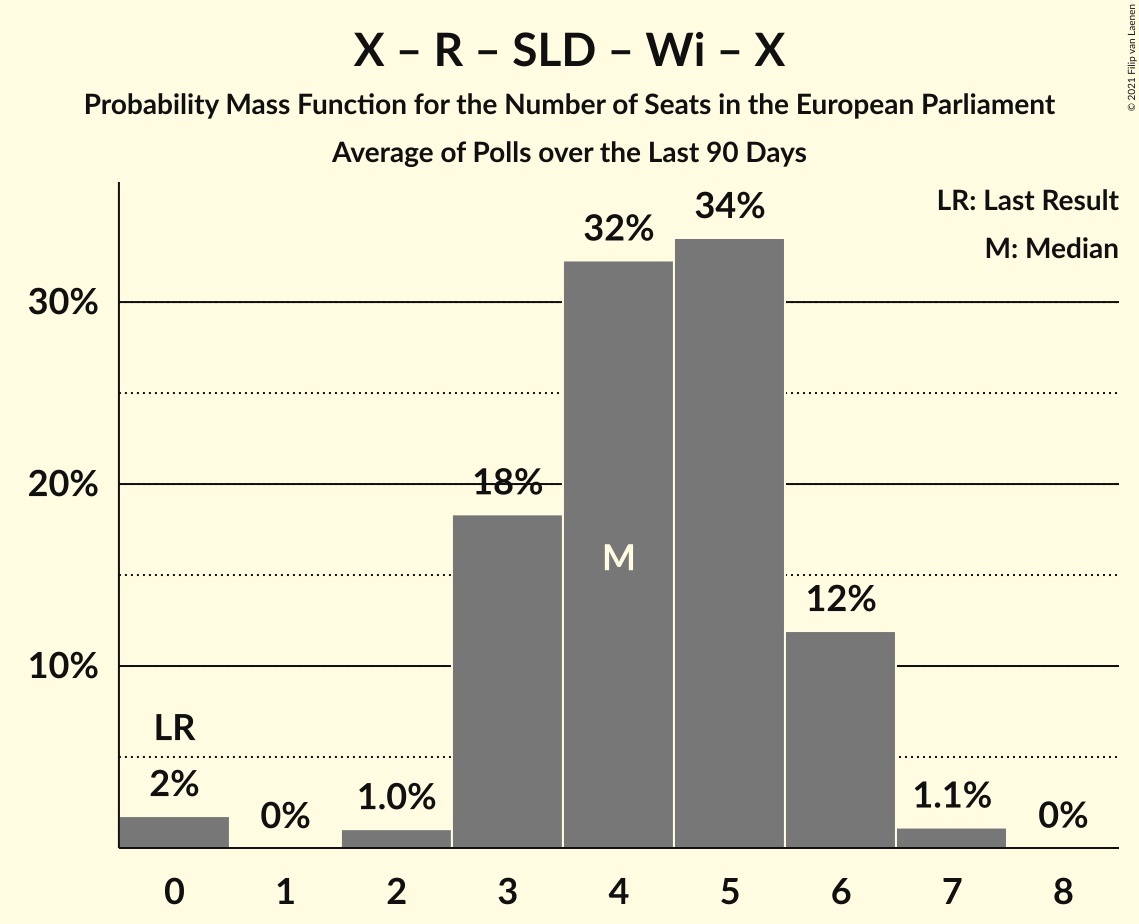 X – R – SLD – Wi – X
Probability Mass Function for the Number of Seats in the European Parliament
Average of Polls over the Last 90 Days
© 2021 Filip van Laenen
LR: Last Result
M: Median
34%
32%
30%
20%
18%
M
12%
10%
LR
2%
0%
1.0%
1.1%
0%
0 1 2 3 4 5 6 7 8